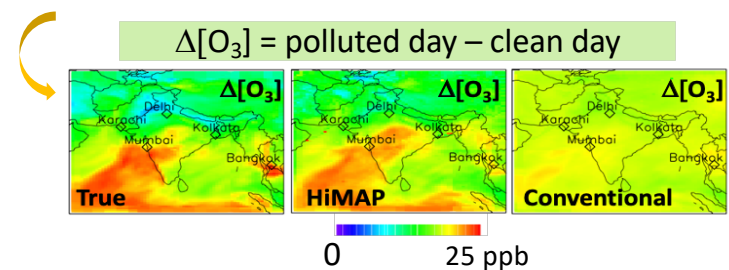 Δ[O₃] = polluted day – clean day
Δ[O₃]
Delhi
Karachi
Kolkata
Mumbai
Bangkok
True
Δ[O₃]
Delhi
Karachi
Kolkata
Mumbai
Bangkok
HiMAP
Δ[O₃]
Delhi
Karachi
Kolkata
Mumbai
Bangkok
Conventional
0 25 ppb